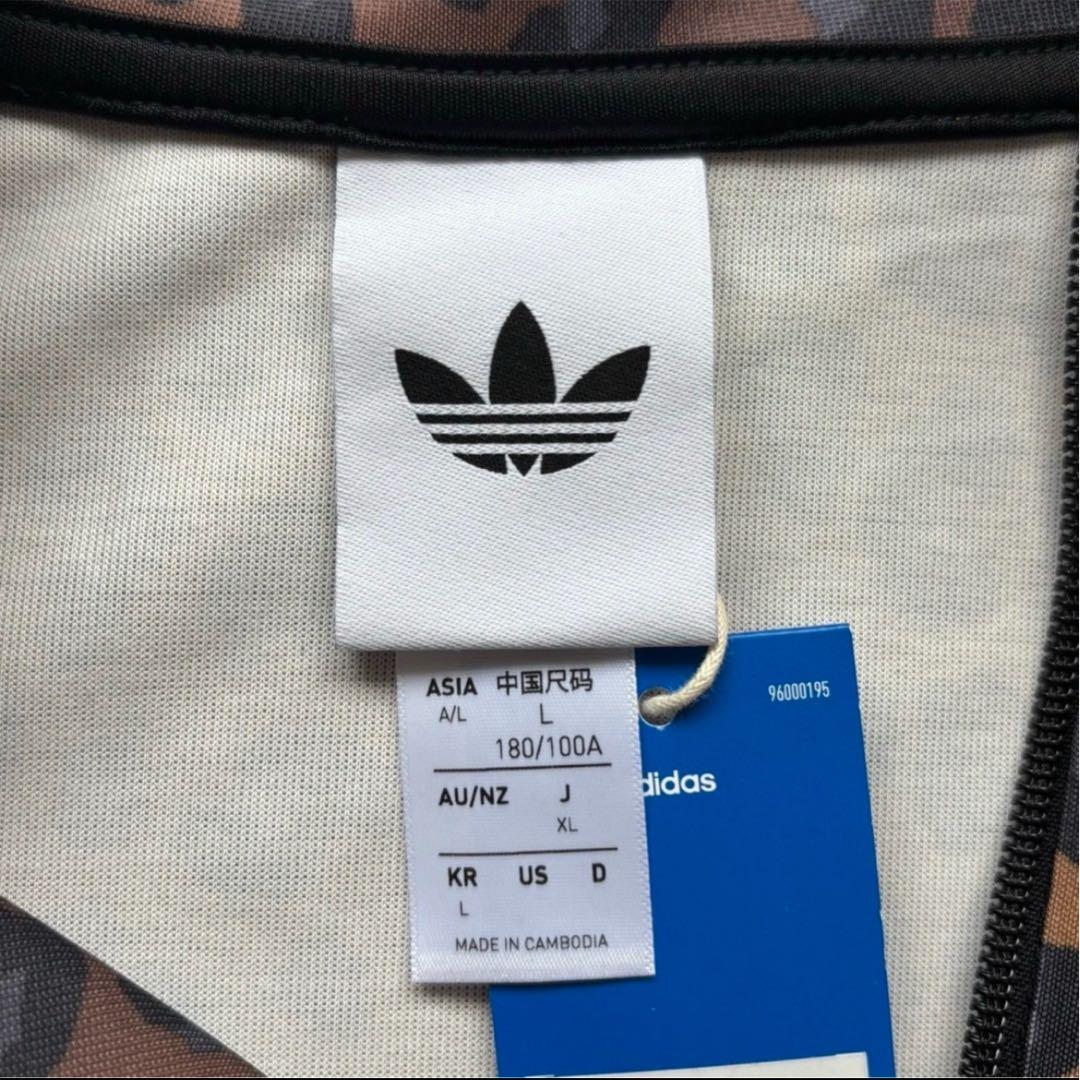 ASIA 中国尺码
A/L L
180/100A
AU/NZ J
XL
KR US D
L
MADE IN CAMBODIA
96000195
didas